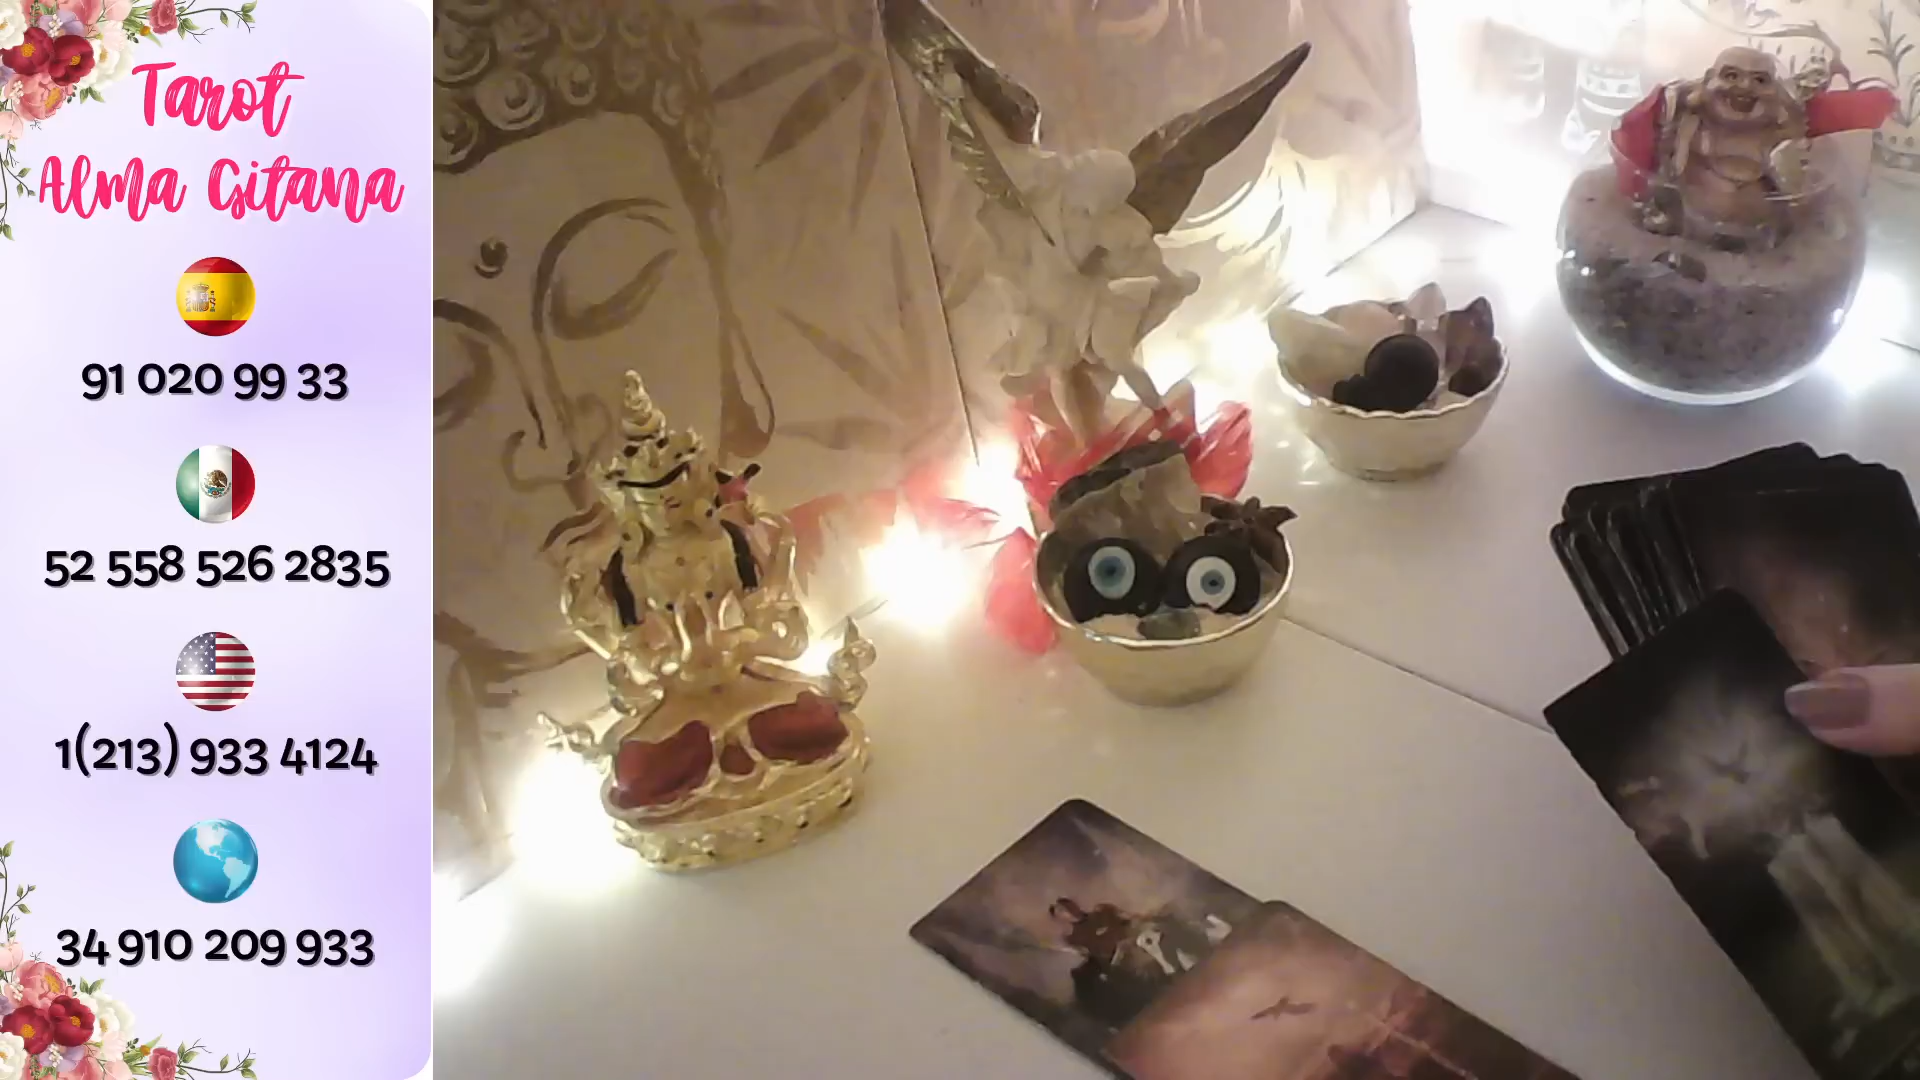 Tarot
Alma Gitana
91 020 99 33
52 558 526 2835
1(213) 933 4124
34 910 209 933